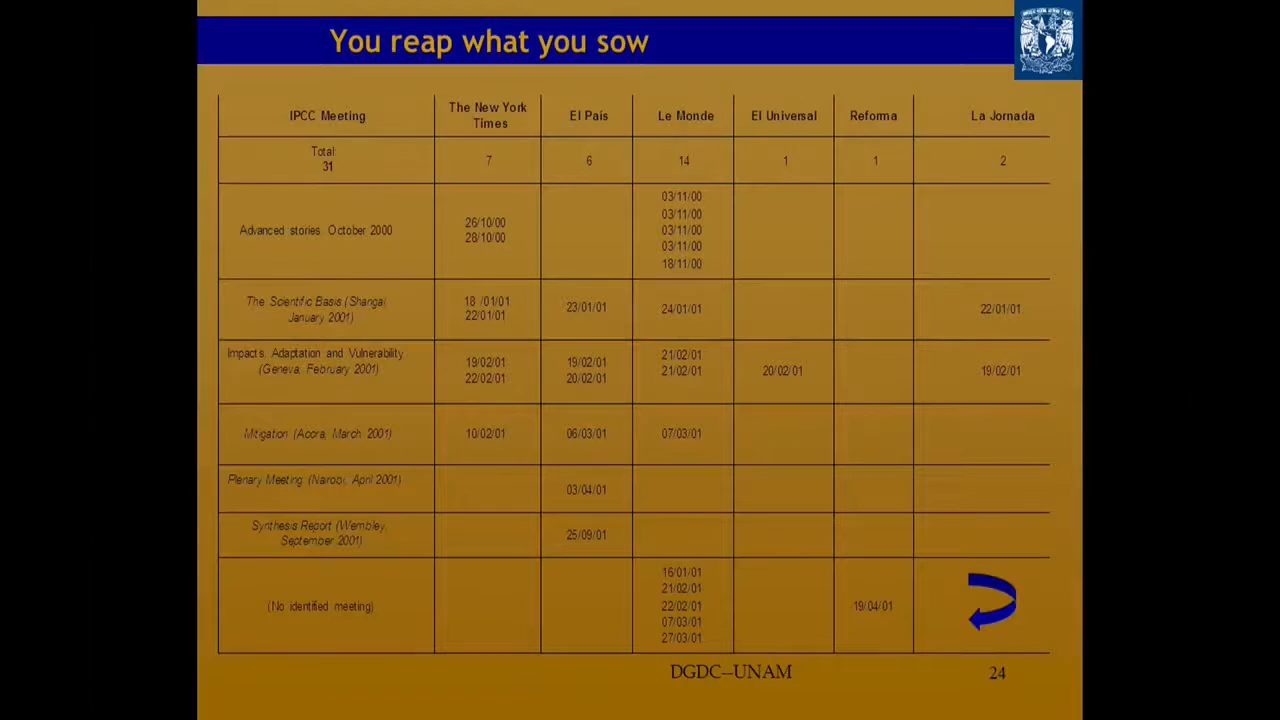 You reap what you sow
IPCC Meeting
The New York
Times
El País
Le Monde
El Universal
Reforma
La Jornada
Total:
31
7
6
14
1
1
2
Advanced stories. October 2000
26/10/00
28/10/00
03/11/00
03/11/00
03/11/00
03/11/00
18/11/00
The Scientific Basis (Shangai,
January 2001)
18 /01/01
22/01/01
23/01/01
24/01/01
22/01/01
Impacts. Adaptation and Vulnerability
(Geneva, February 2001)
19/02/01
22/02/01
19/02/01
20/02/01
21/02/01
21/02/01
20/02/01
19/02/01
Mitigation (Accra, March 2001)
10/02/01
06/03/01
07/03/01
Plenary Meeting (Nairobi, April 2001)
03/04/01
Synthesis Report (Wembley,
September 2001)
25/09/01
(No identified meeting)
16/01/01
21/02/01
22/02/01
07/03/01
27/03/01
19/04/01
DGDC--UNAM
24